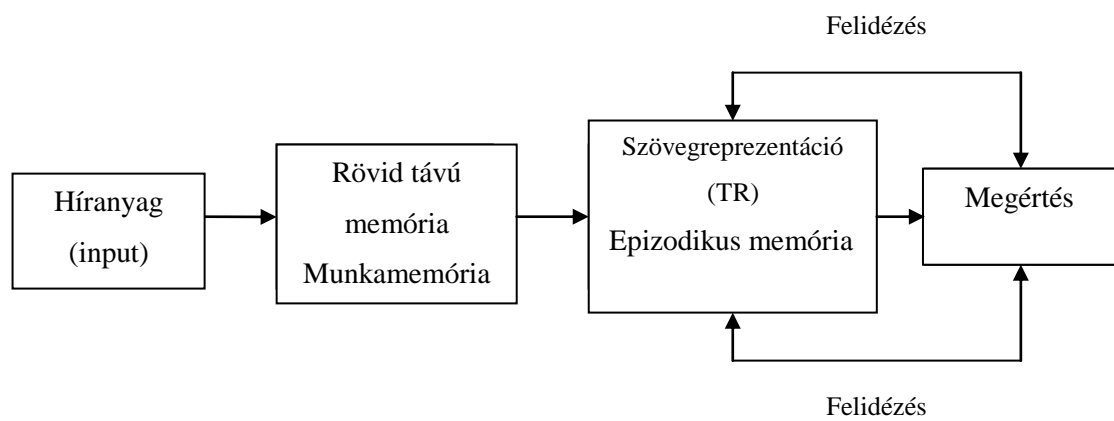 Felidézés
Híranyag
(input)
Rövid távú
memória
Munkamemória
Szövegreprezentáció
(TR)
Epizodikus memória
Megértés
Felidézés